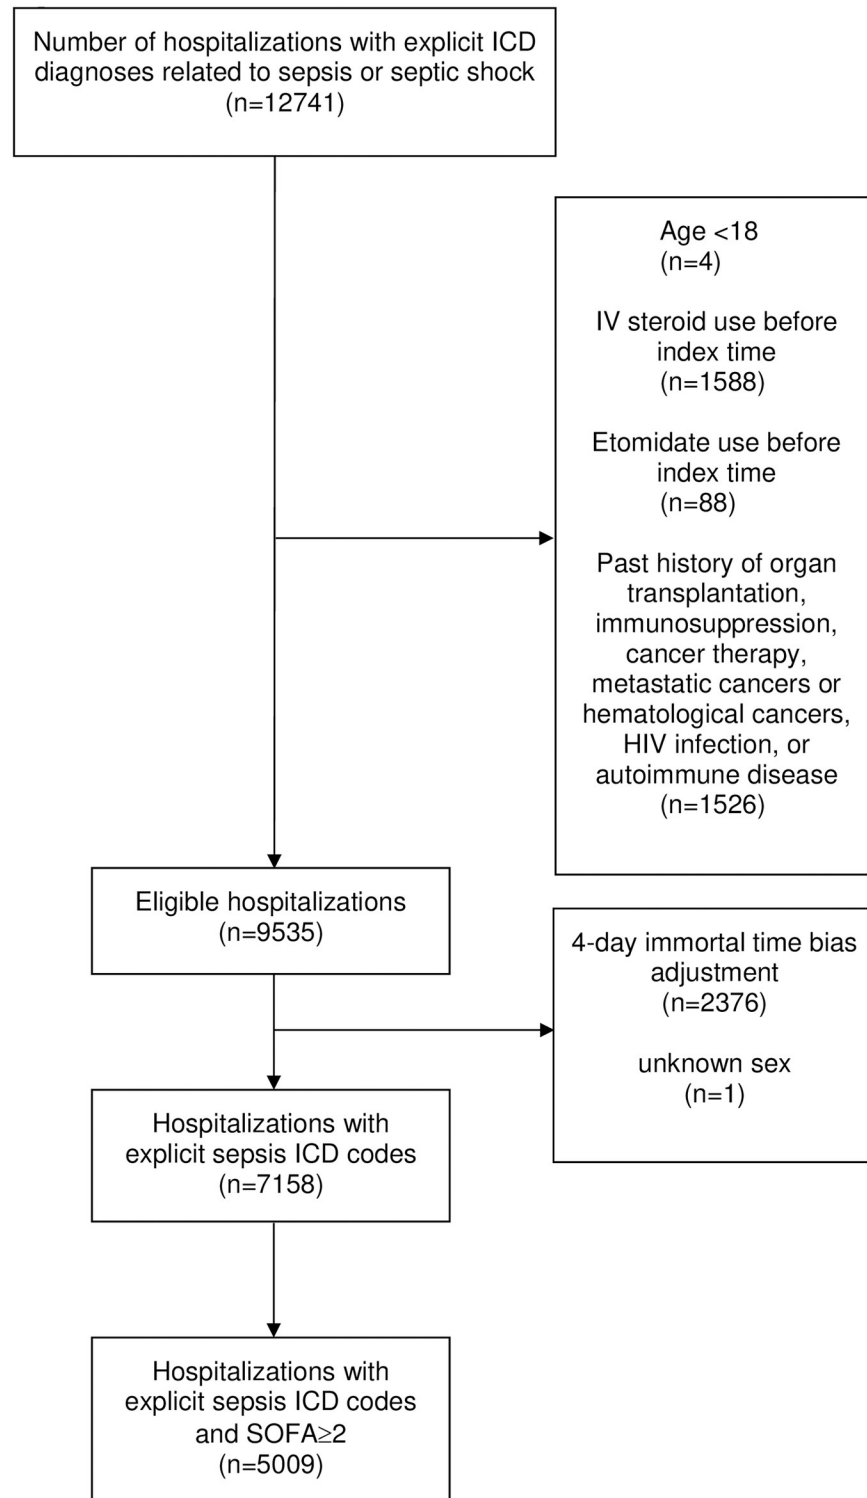 Number of hospitalizations with explicit ICD
diagnoses related to sepsis or septic shock
(n=12741)
Age <18
(n=4)
IV steroid use before
index time
(n=1588)
Etomidate use before
index time
(n=88)
Past history of organ
transplantation,
immunosuppression,
cancer therapy,
metastatic cancers or
hematological cancers,
HIV infection, or
autoimmune disease
(n=1526)
Eligible hospitalizations
(n=9535)
4-day immortal time bias
adjustment
(n=2376)
unknown sex
(n=1)
Hospitalizations with
explicit sepsis ICD codes
(n=7158)
Hospitalizations with
explicit sepsis ICD codes
and SOFA≥2
(n=5009)